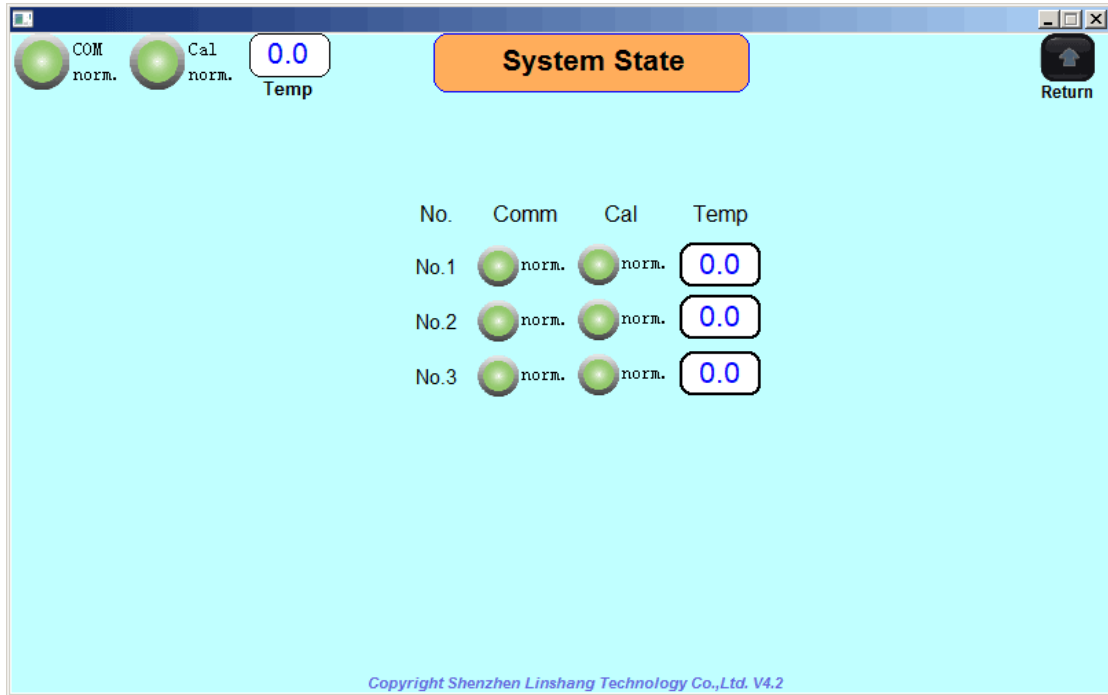 COM
norm.
Cal
norm.
0.0
Temp
System State
Return
No. Comm Cal Temp
No.1 norm. norm. 0.0
No.2 norm. norm. 0.0
No.3 norm. norm. 0.0
Copyright Shenzhen Linshang Technology Co.,Ltd. V4.2